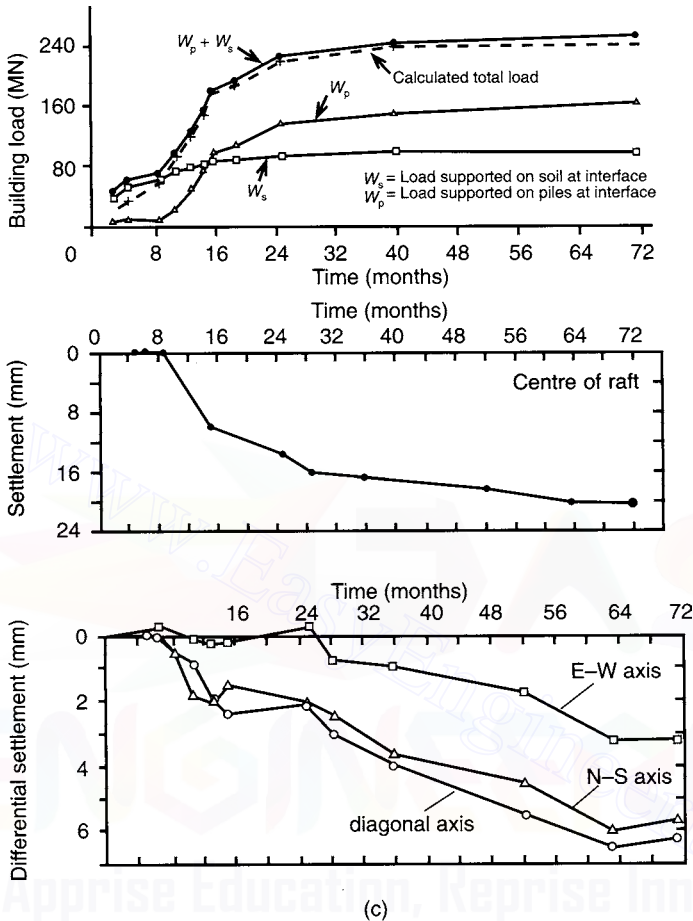 Building load (MN)
240
160
80
0
Wp + Ws
Calculated total load
Wp
Ws
Ws = Load supported on soil at interface
Wp = Load supported on piles at interface
8 16 24 32 40 48 56 64 72
Time (months)
Time (months)
0 8 16 24 32 40 48 56 64 72
Settlement (mm)
0
8
16
24
Centre of raft
Time (months)
16 24 32 40 48 56 64 72
Differential settlement (mm)
0
2
4
6
E–W axis
N–S axis
diagonal axis
(c)
Apprise Education, Reprise Inn